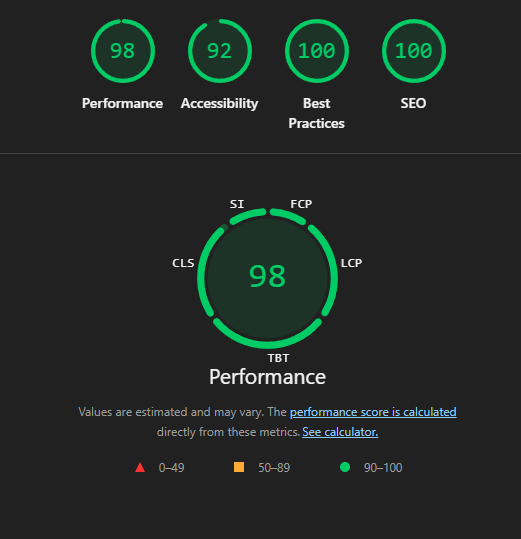 98 92 100 100
Performance Accessibility Best Practices SEO
SI FCP
CLS LCP
98
TBT
Performance
Values are estimated and may vary. The performance score is calculated
directly from these metrics. See calculator.
0–49 50–89 90–100